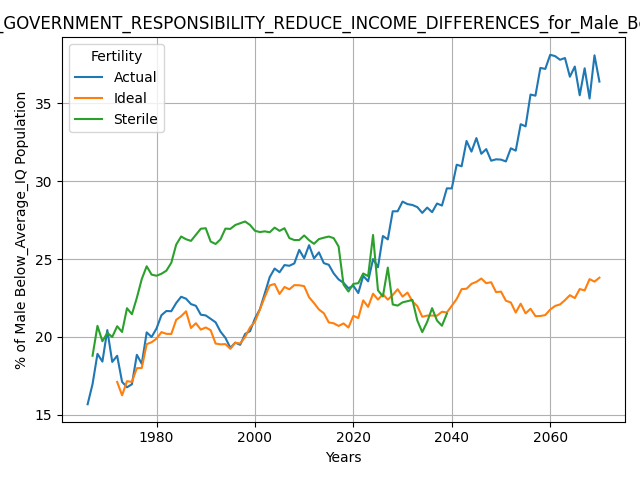 _GOVERNMENT_RESPONSIBILITY_REDUCE_INCOME_DIFFERENCES_for_Male_B
Fertility
Actual
Ideal
Sterile
% of Male Below_Average_IQ Population
35
30
25
20
15
1980
2000
2020
2040
2060
Years